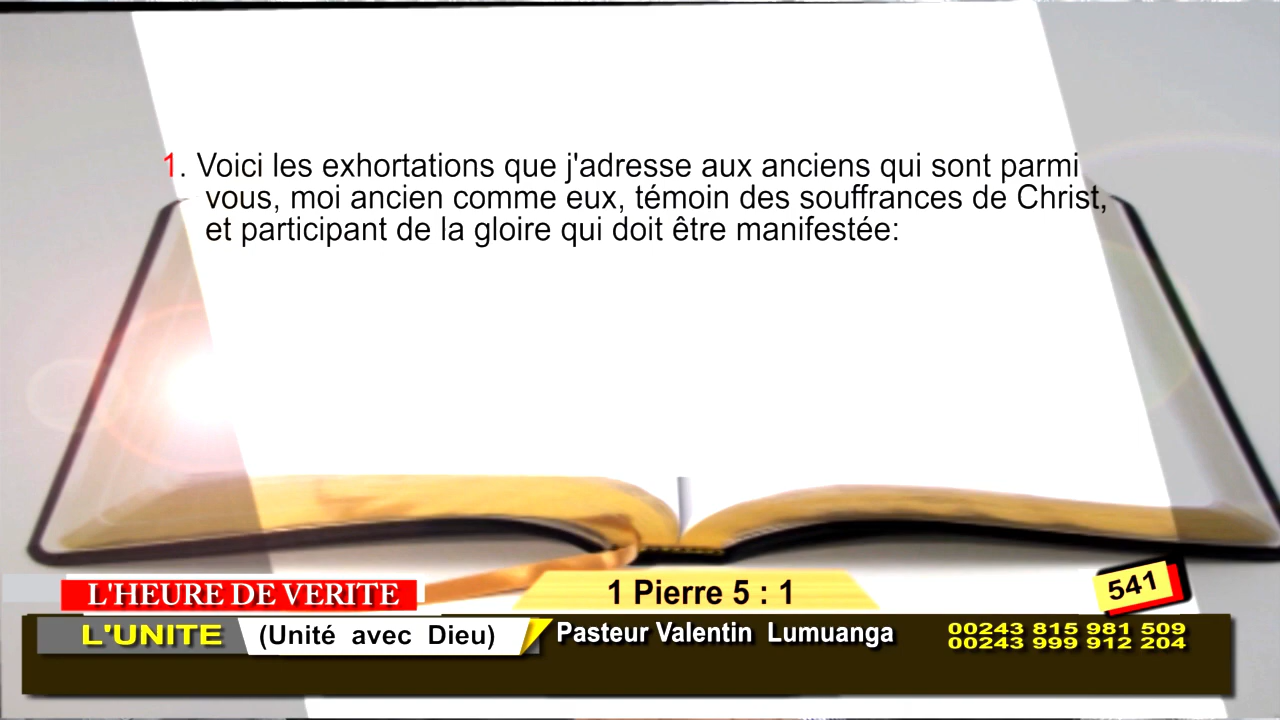 1. Voici les exhortations que j'adresse aux anciens qui sont parmi
vous, moi ancien comme eux, témoin des souffrances de Christ,
et participant de la gloire qui doit être manifestée:
L'HEURE DE VERITE
1 Pierre 5 : 1
541
L'UNITE
(Unité avec Dieu)
Pasteur Valentin Lumuanga
00243 815 981 509
00243 999 912 204